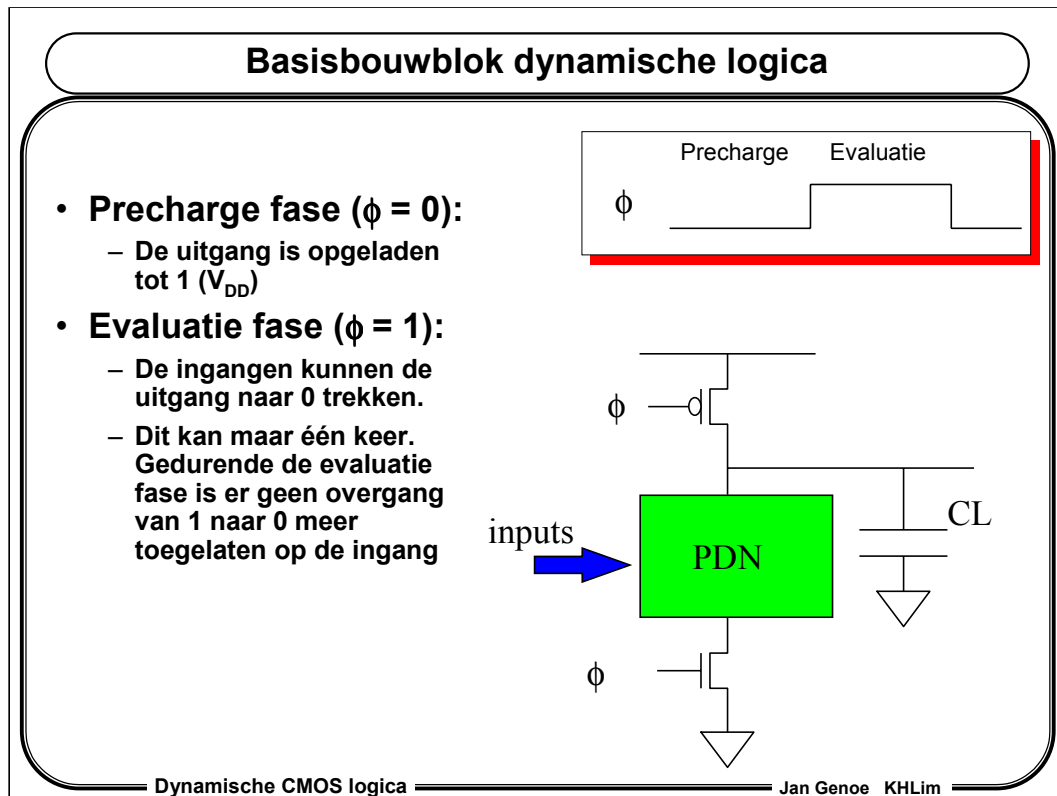 Basisbouwblok dynamische logica
Precharge Evaluatie
ϕ
• Precharge fase (ϕ = 0):
– De uitgang is opgeladen
tot 1 (V_DD)
• Evaluatie fase (ϕ = 1):
– De ingangen kunnen de
uitgang naar 0 trekken.
– Dit kan maar één keer.
Gedurende de evaluatie
fase is er geen overgang
van 1 naar 0 meer
toegelaten op de ingang
ϕ
CL
inputs
PDN
ϕ
Dynamische CMOS logica
Jan Genoe KHLim